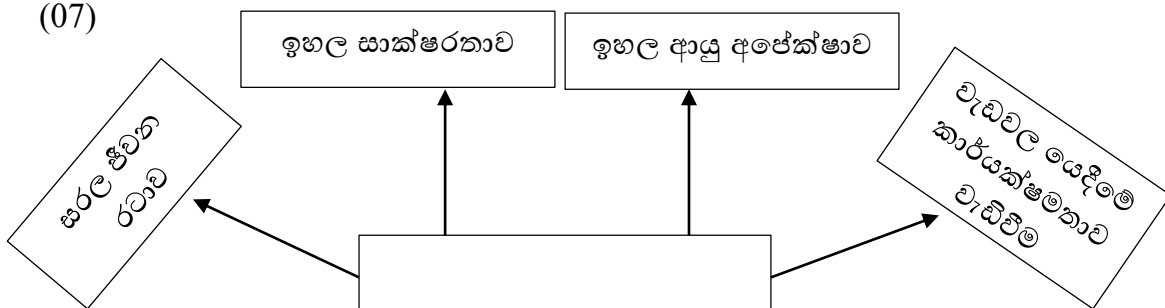 (07)
ඉහල සාක්ෂරතාව
ඉහල ආයු අපේක්ෂාව
සරල ජීවන
රටාව
වැඩවල යෙදීමේ
කාර්යක්ෂමතාව
වැඩිවීම